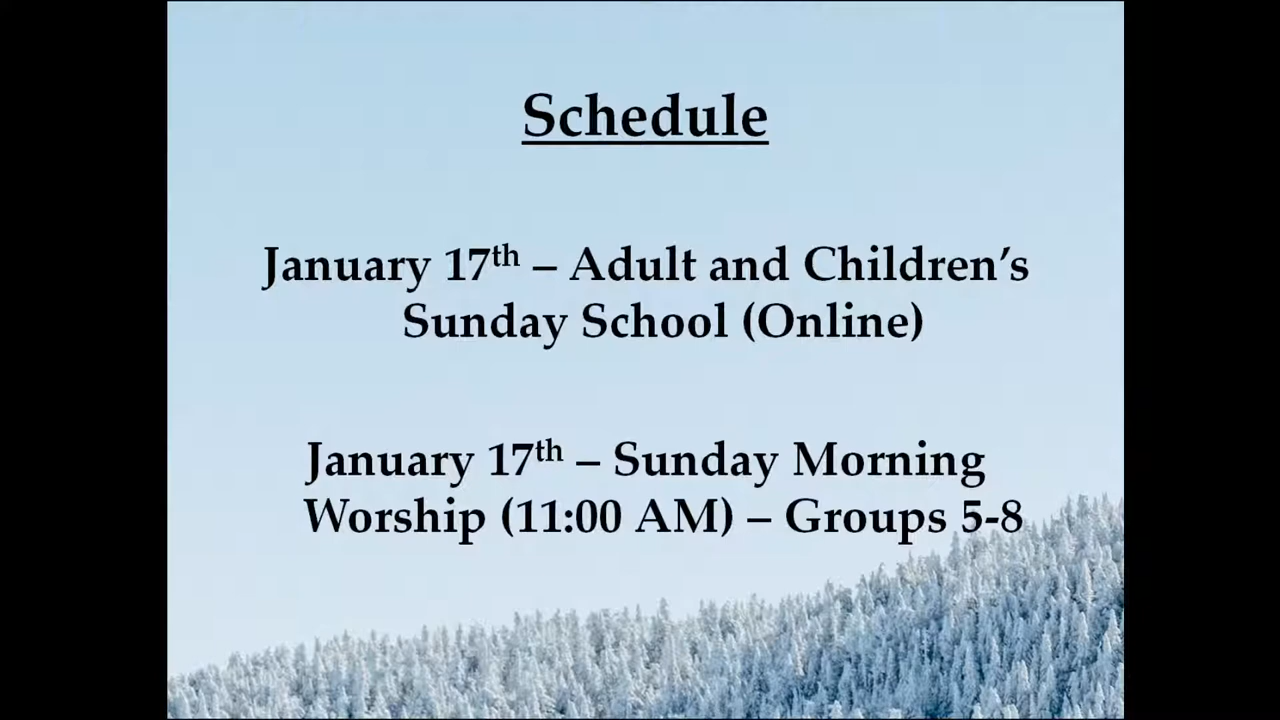 Schedule
January 17th – Adult and Children’s
Sunday School (Online)
January 17th – Sunday Morning
Worship (11:00 AM) – Groups 5-8